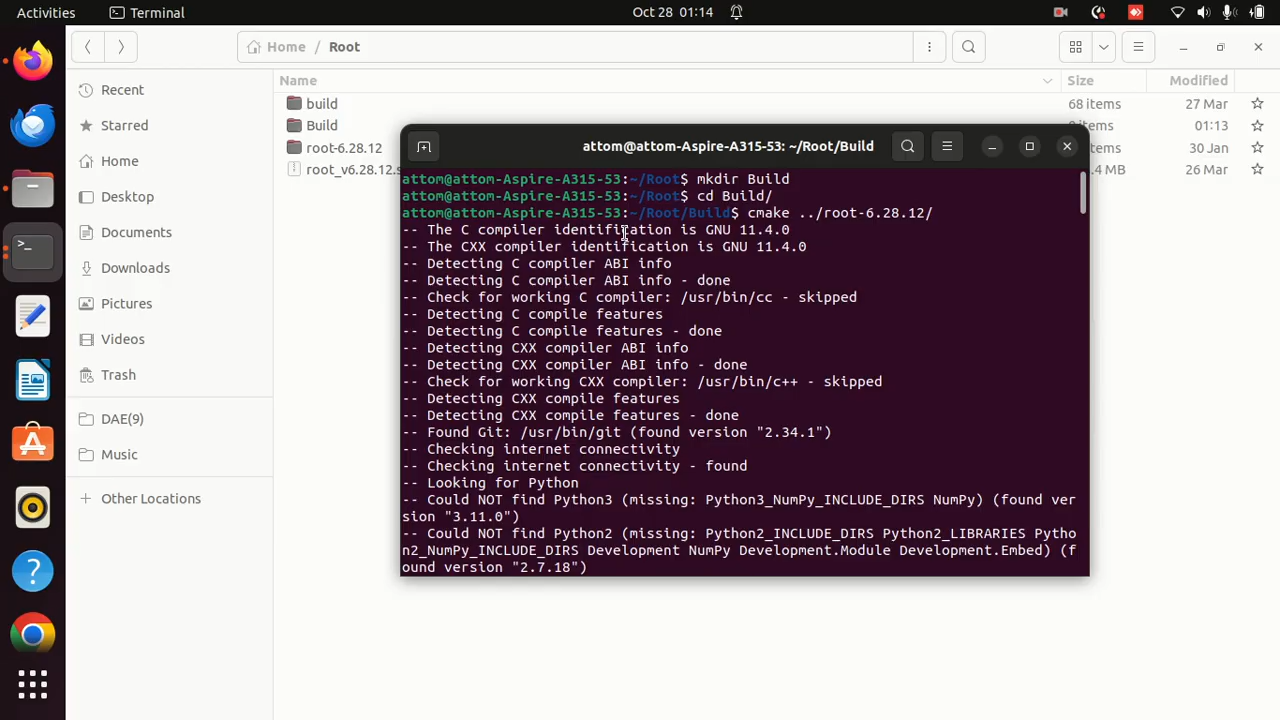 Activities
Terminal
Oct 28 01:14
Home / Root
Name
Size
Modified
Recent
Starred
Home
Desktop
Documents
Downloads
Pictures
Videos
Trash
DAE(9)
Music
Other Locations
build
68 items
27 Mar
Build
items
01:13
root-6.28.12
30 Jan
root_v6.28.12.s
.4 MB
26 Mar
attom@attom-Aspire-A315-53: ~/Root/Build
attom@attom-Aspire-A315-53:~/Root$ mkdir Build
attom@attom-Aspire-A315-53:~/Root$ cd Build/
attom@attom-Aspire-A315-53:~/Root/Build$ cmake ../root-6.28.12/
-- The C compiler identification is GNU 11.4.0
-- The CXX compiler identification is GNU 11.4.0
-- Detecting C compiler ABI info
-- Detecting C compiler ABI info - done
-- Check for working C compiler: /usr/bin/cc - skipped
-- Detecting C compile features
-- Detecting C compile features - done
-- Detecting CXX compiler ABI info
-- Detecting CXX compiler ABI info - done
-- Check for working CXX compiler: /usr/bin/c++ - skipped
-- Detecting CXX compile features
-- Detecting CXX compile features - done
-- Found Git: /usr/bin/git (found version "2.34.1")
-- Checking internet connectivity
-- Checking internet connectivity - found
-- Looking for Python
-- Could NOT find Python3 (missing: Python3_NumPy_INCLUDE_DIRS NumPy) (found ver
sion "3.11.0")
-- Could NOT find Python2 (missing: Python2_INCLUDE_DIRS Python2_LIBRARIES Pytho
n2_NumPy_INCLUDE_DIRS Development NumPy Development.Module Development.Embed) (f
ound version "2.7.18")